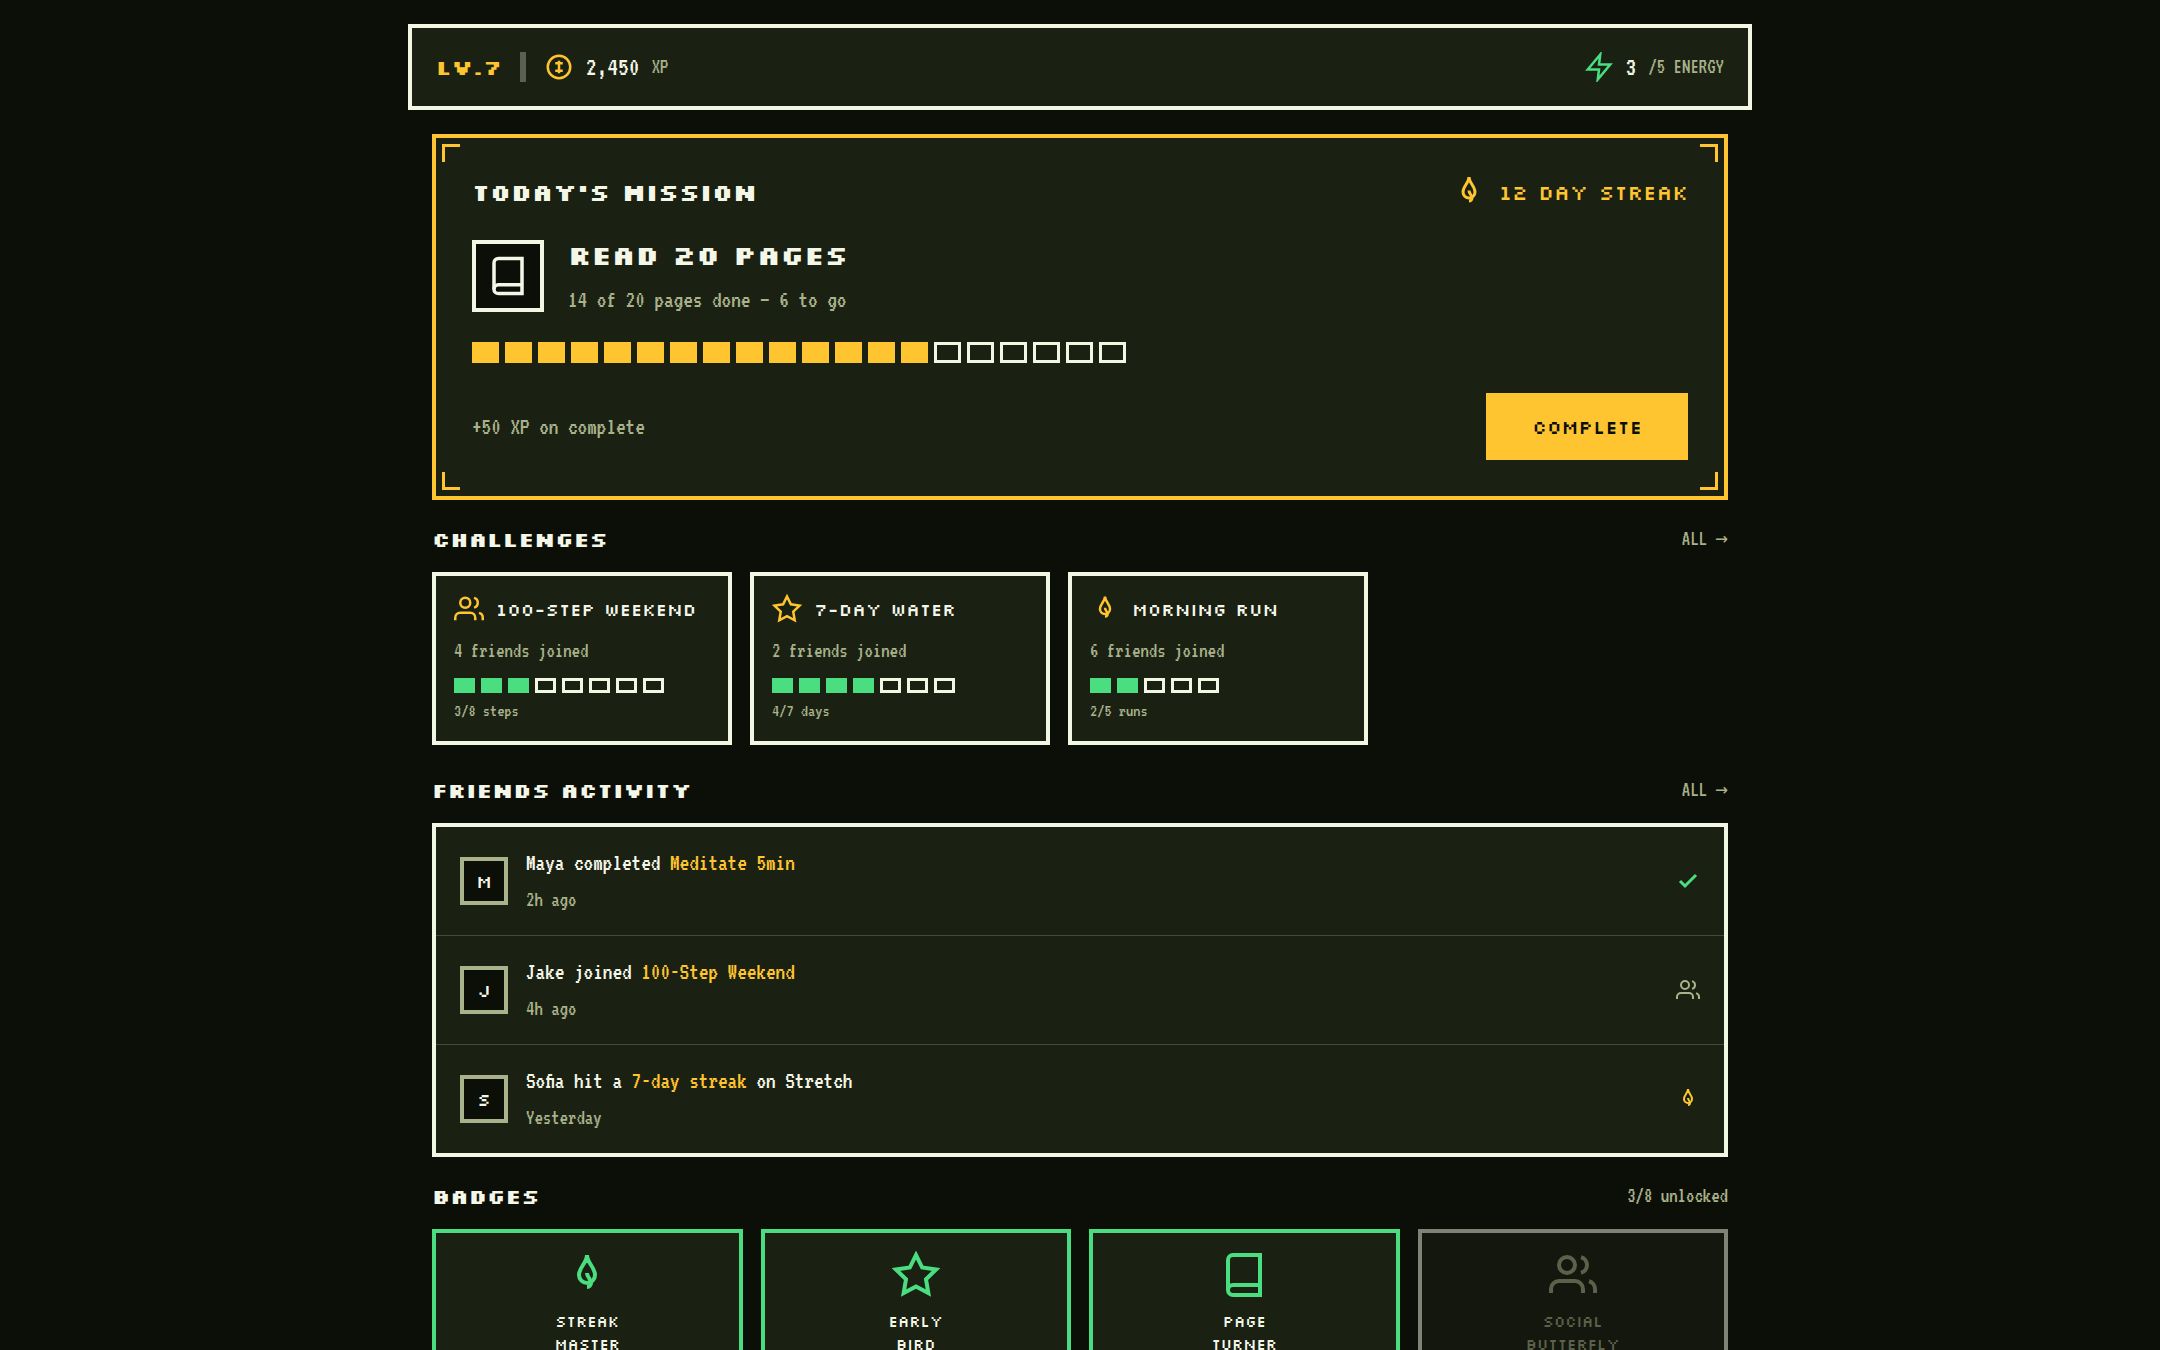 LV.7
2,450 XP
3 /5 ENERGY
TODAY'S MISSION
12 DAY STREAK
READ 20 PAGES
14 of 20 pages done – 6 to go
+50 XP on complete
COMPLETE
CHALLENGES
ALL →
100-STEP WEEKEND
4 friends joined
3/8 steps
7-DAY WATER
2 friends joined
4/7 days
MORNING RUN
6 friends joined
2/5 runs
FRIENDS ACTIVITY
ALL →
M
Maya completed Meditate 5min
2h ago
J
Jake joined 100-Step Weekend
4h ago
S
Sofia hit a 7-day streak on Stretch
Yesterday
BADGES
3/8 unlocked
STREAK
MASTER
EARLY
BIRD
PAGE
TURNER
SOCIAL
BUTTERFLY